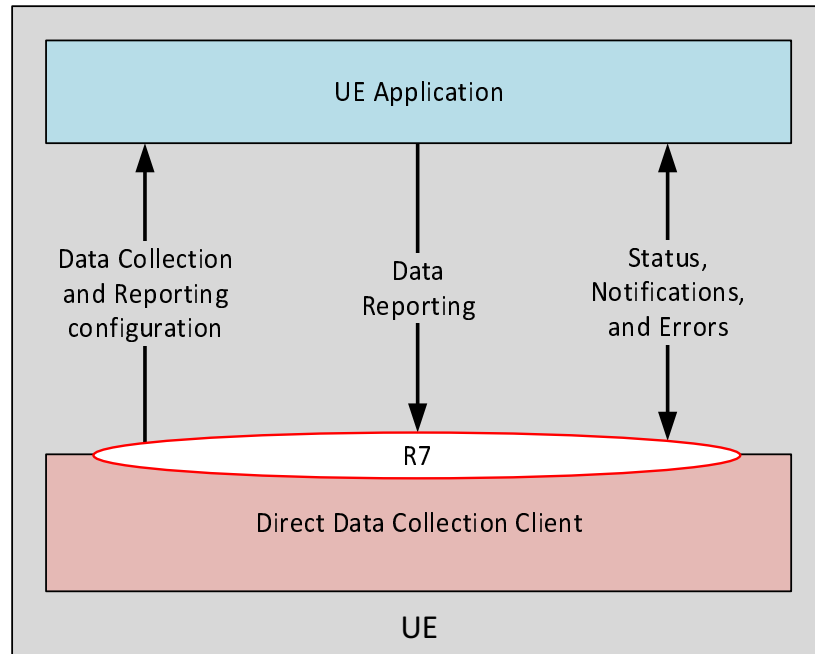 UE Application
Data Collection
and Reporting
configuration
Data
Reporting
Status,
Notifications,
and Errors
R7
Direct Data Collection Client
UE